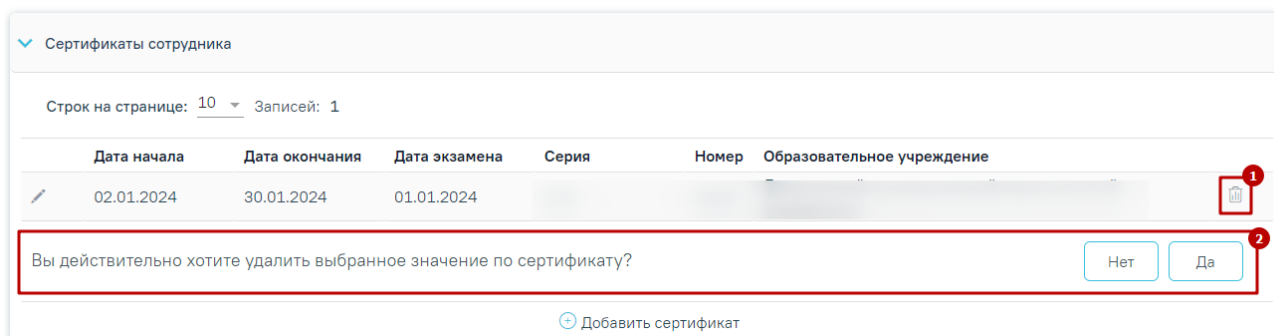 Сертификаты сотрудника
Строк на странице: 10 Записей: 1
Дата начала Дата окончания Дата экзамена Серия Номер Образовательное учреждение
1
02.01.2024 30.01.2024 01.01.2024
2
Вы действительно хотите удалить выбранное значение по сертификату? Нет Да
Добавить сертификат